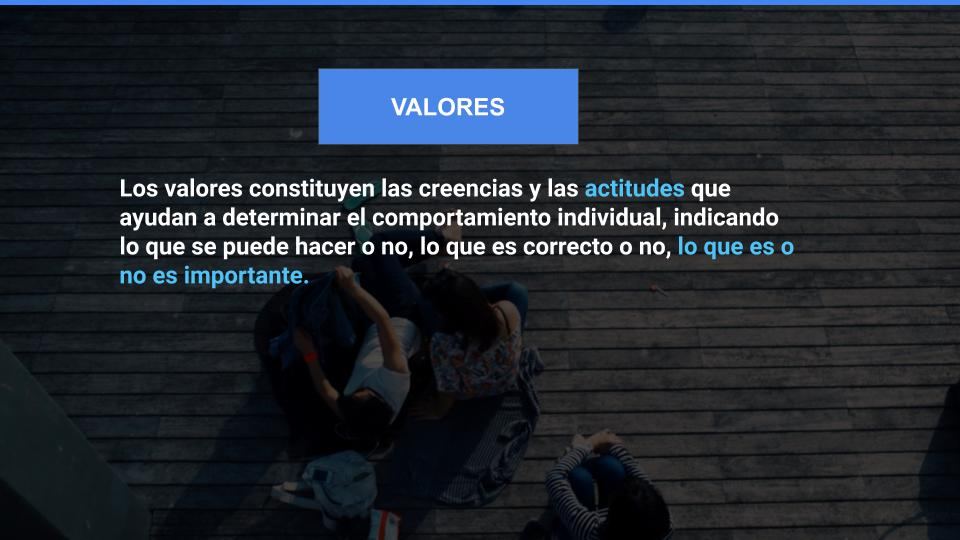 VALORES
Los valores constituyen las creencias y las actitudes que
ayudan a determinar el comportamiento individual, indicando
lo que se puede hacer o no, lo que es correcto o no, lo que es o
no es importante.